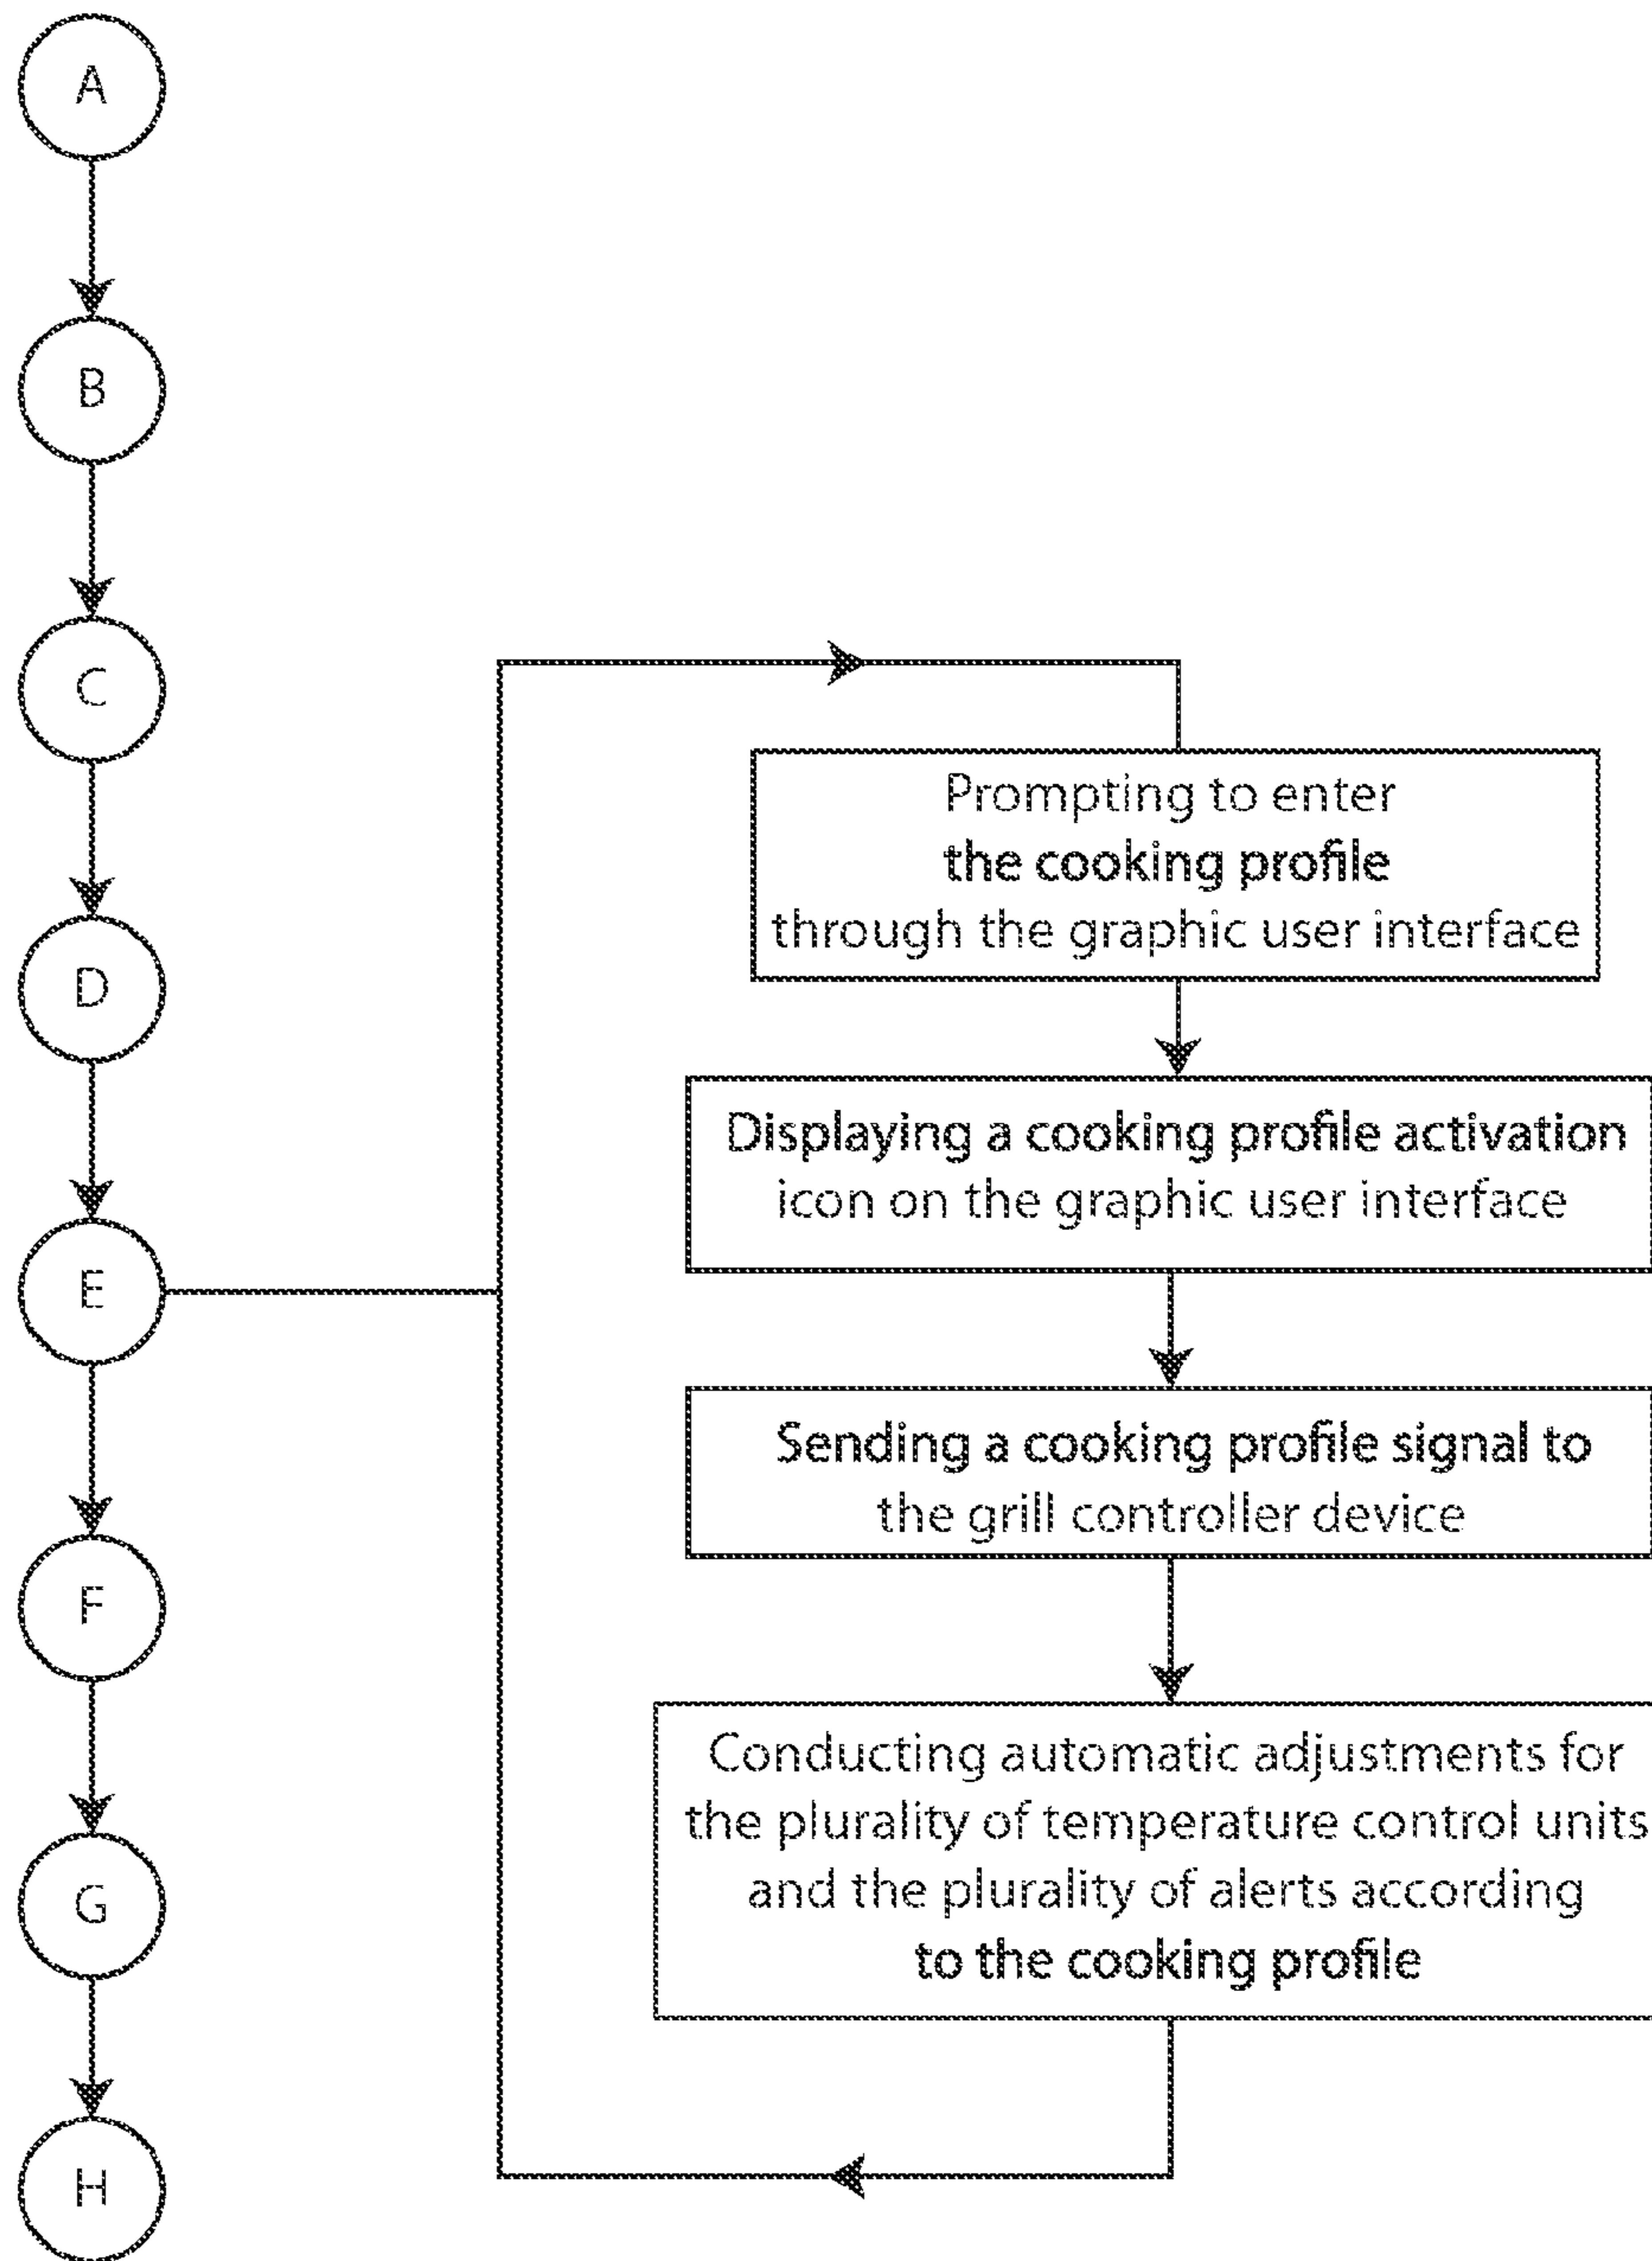 A
B
C
D
E
F
G
H
Prompting to enter
the cooking profile
through the graphic user interface
Displaying a cooking profile activation
icon on the graphic user interface
Sending a cooking profile signal to
the grill controller device
Conducting automatic adjustments for
the plurality of temperature control units
and the plurality of alerts according
to the cooking profile